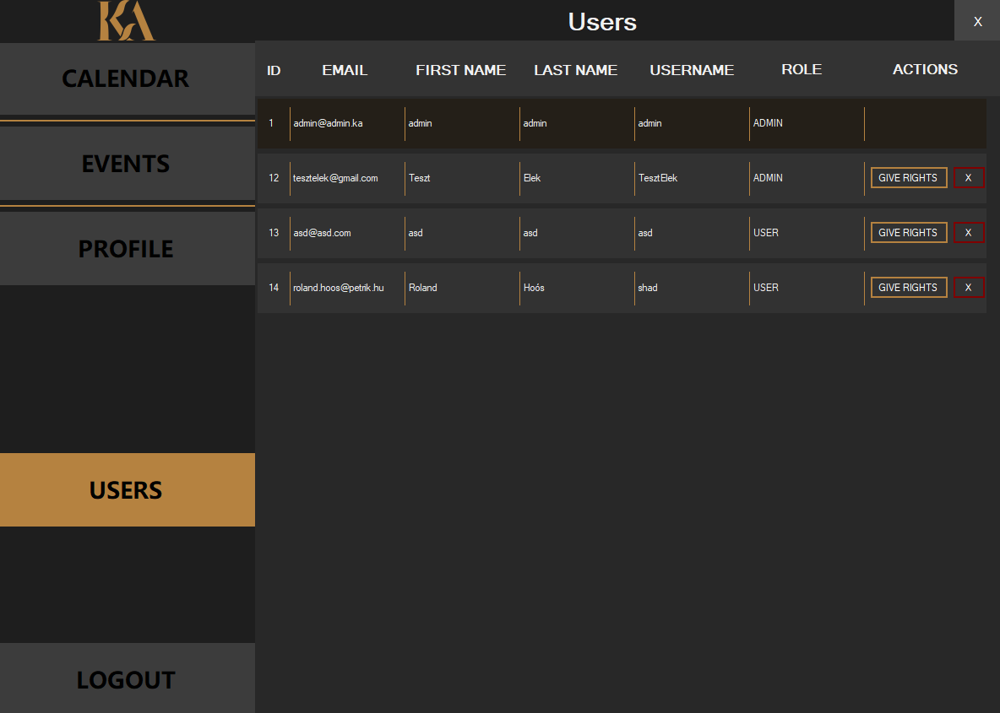 KA
Users
X
CALENDAR
EVENTS
PROFILE
USERS
LOGOUT
ID EMAIL FIRST NAME LAST NAME USERNAME ROLE ACTIONS
1 admin@admin.ka admin admin admin ADMIN
12 tesztelek@gmail.com Teszt Elek TesztElek ADMIN GIVE RIGHTS X
13 asd@asd.com asd asd asd USER GIVE RIGHTS X
14 roland.hoos@petrik.hu Roland Hoós shad USER GIVE RIGHTS X